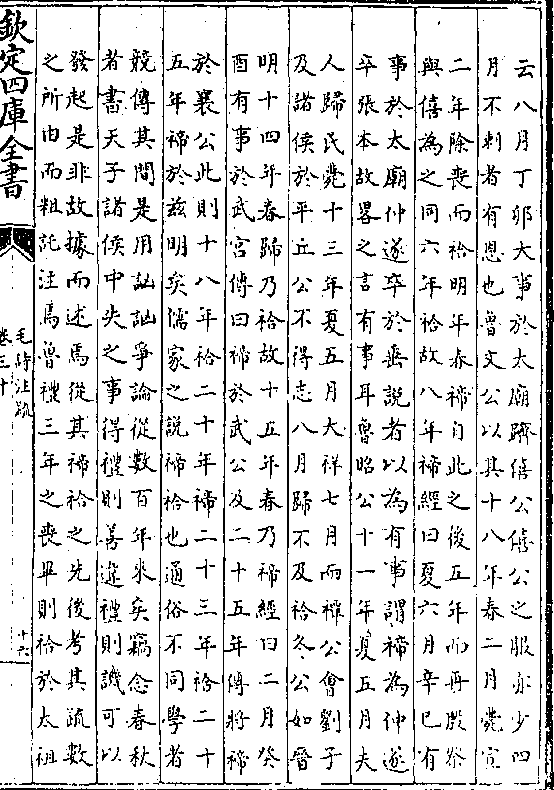 云八月丁卯大事於太廟躋僖公僖公之服亦少四
月不刺者有恩也魯文公以其十八年春二月薨宣
二年除喪而祫明年春禘自此之後五年而再殷祭
與僖為之同六年祫故八年禘經曰夏六月辛巳有
事於太廟仲遂卒於垂說者以為有事謂禘為仲遂
卒張本故畧之言有事耳魯昭公十一年夏五月夫
人歸氏薨十三年夏五月大祥七月而禫公會劉子
及諸侯於平丘公不得志八月歸不及祫冬公如晉
明十四年春歸乃祫故十五年春乃禘經曰二月癸
酉有事於武宮傳曰禘於武公及二十五年傳將禘
於襄公此則十八年祫二十年禘二十三年祫二十
五年禘於茲明矣儒家之說禘祫也通俗不同學者
競傳其間是用訩訩爭論從數百年來矣竊念春秋
者書天子諸侯中失之事得禮則善違禮則譏可以
發起是非故據而述焉從其禘祫之先後考其疏數
之所由而粗記注焉魯禮三年之喪畢則祫於太祖
欽定四庫全書
毛詩注疏
卷三十
十六